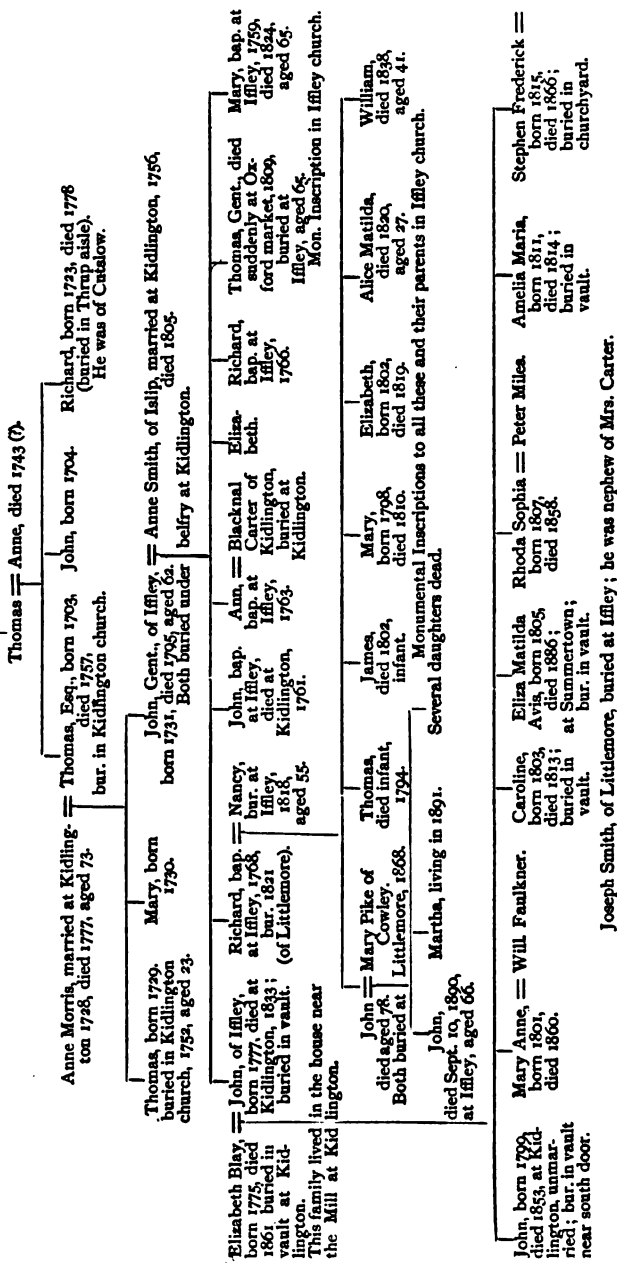 Thomas = Anne, died 1743 (?).
Anne Morris, married at Kidling-
ton 1728, died 1777, aged 73.
= Thomas, Esq., born 1703,
died 1757,
bur. in Kidlington church.
John, born 1704.
Richard, born 1723, died 1778
(buried in Thrup aisle).
He was of Cutslow.
Thomas, born 1729.
buried in Kidlington
church, 1752, aged 23.
Mary, born
1730.
John, Gent., of Iffley, = Anne Smith, of Islip, married at Kidlington, 1756,
born 1731, died 1795, aged 62. died 1805.
Both buried under belfry at Kidlington.
Elizabeth Blay,
born 1775, died
1861 buried in
vault at Kid-
lington.
= John, of Iffley,
born 1777, died at
Kidlington, 1833;
buried in vault.
This family lived in the house near
the Mill at Kidlington.
Richard, bap.
at Iffley, 1768,
bur. 1821
(of Littlemore).
= Nancy,
bur. at
Iffley,
1818,
aged 55.
John, bap.
at Iffley,
died at
Kidlington,
1761.
Ann,
bap. at
Iffley,
1763.
= Blacknal
Carter of
Kidlington,
buried at
Kidlington.
Eliza-
beth.
Richard,
bap. at
Iffley,
1766.
Thomas, Gent., died
suddenly at Ox-
ford market, 1809,
buried at
Iffley, aged 65.
Mary, bap. at
Iffley, 1759,
died 1824,
aged 65.
Mon. Inscription in Iffley church.
John = Mary Pike of
died aged 78. Cowley.
Both buried at Littlemore, 1868.
Thomas,
died infant,
1794.
James,
died 1802,
infant.
Mary,
born 1798,
died 1810.
Elizabeth,
born 1802,
died 1819.
Alice Matilda,
died 1820,
aged 27.
William,
died 1838,
aged 41.
Monumental Inscriptions to all these and their parents in Iffley church.
John,
died Sept. 10, 1890,
at Iffley, aged 66.
Martha, living in 1891.
Several daughters dead.
John, born 1799,
died 1853, at Kid-
lington, unmar-
ried; bur. in vault
near south door.
Mary Anne, = Will Faulkner.
born 1801,
died 1860.
Caroline,
born 1803,
died 1813;
buried in
vault.
Eliza Matilda
Avis, born 1805,
died 1886;
at Summertown;
bur. in vault.
Rhoda Sophia = Peter Miles.
born 1807,
died 1858.
Amelia Maria,
born 1811,
died 1814;
buried in
vault.
Stephen Frederick =
born 1815,
died 1866;
buried in
churchyard.
Joseph Smith, of Littlemore, buried at Iffley; he was nephew of Mrs. Carter.